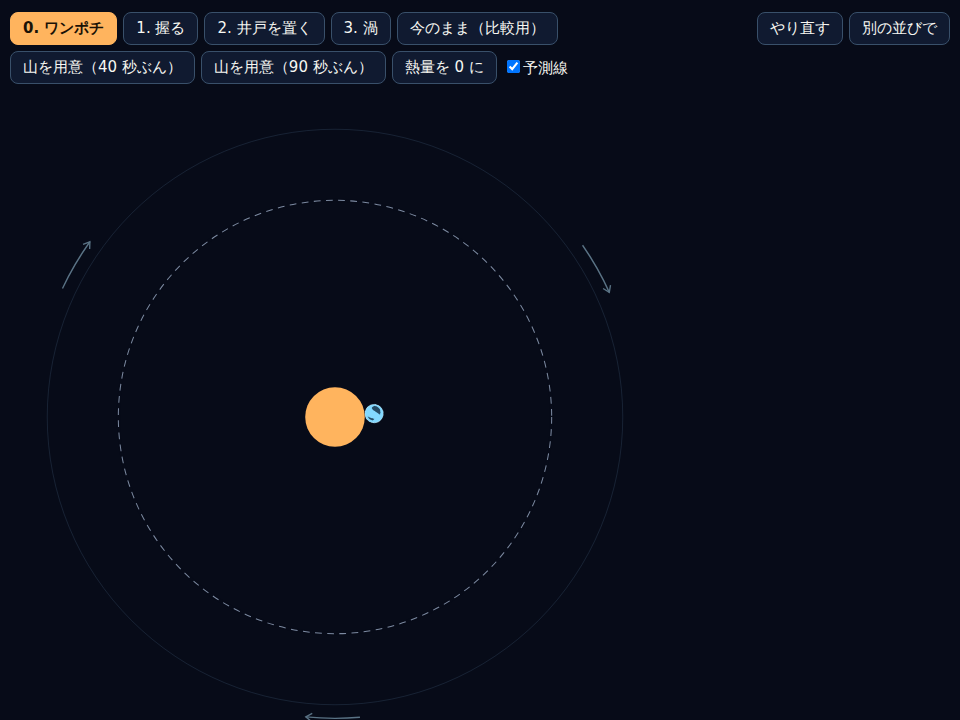 0. ワンポチ 1. 握る 2. 井戸を置く 3. 渦 今のまま（比較用） やり直す 別の並びで
山を用意（40 秒ぶん） 山を用意（90 秒ぶん） 熱量を 0 に 予測線